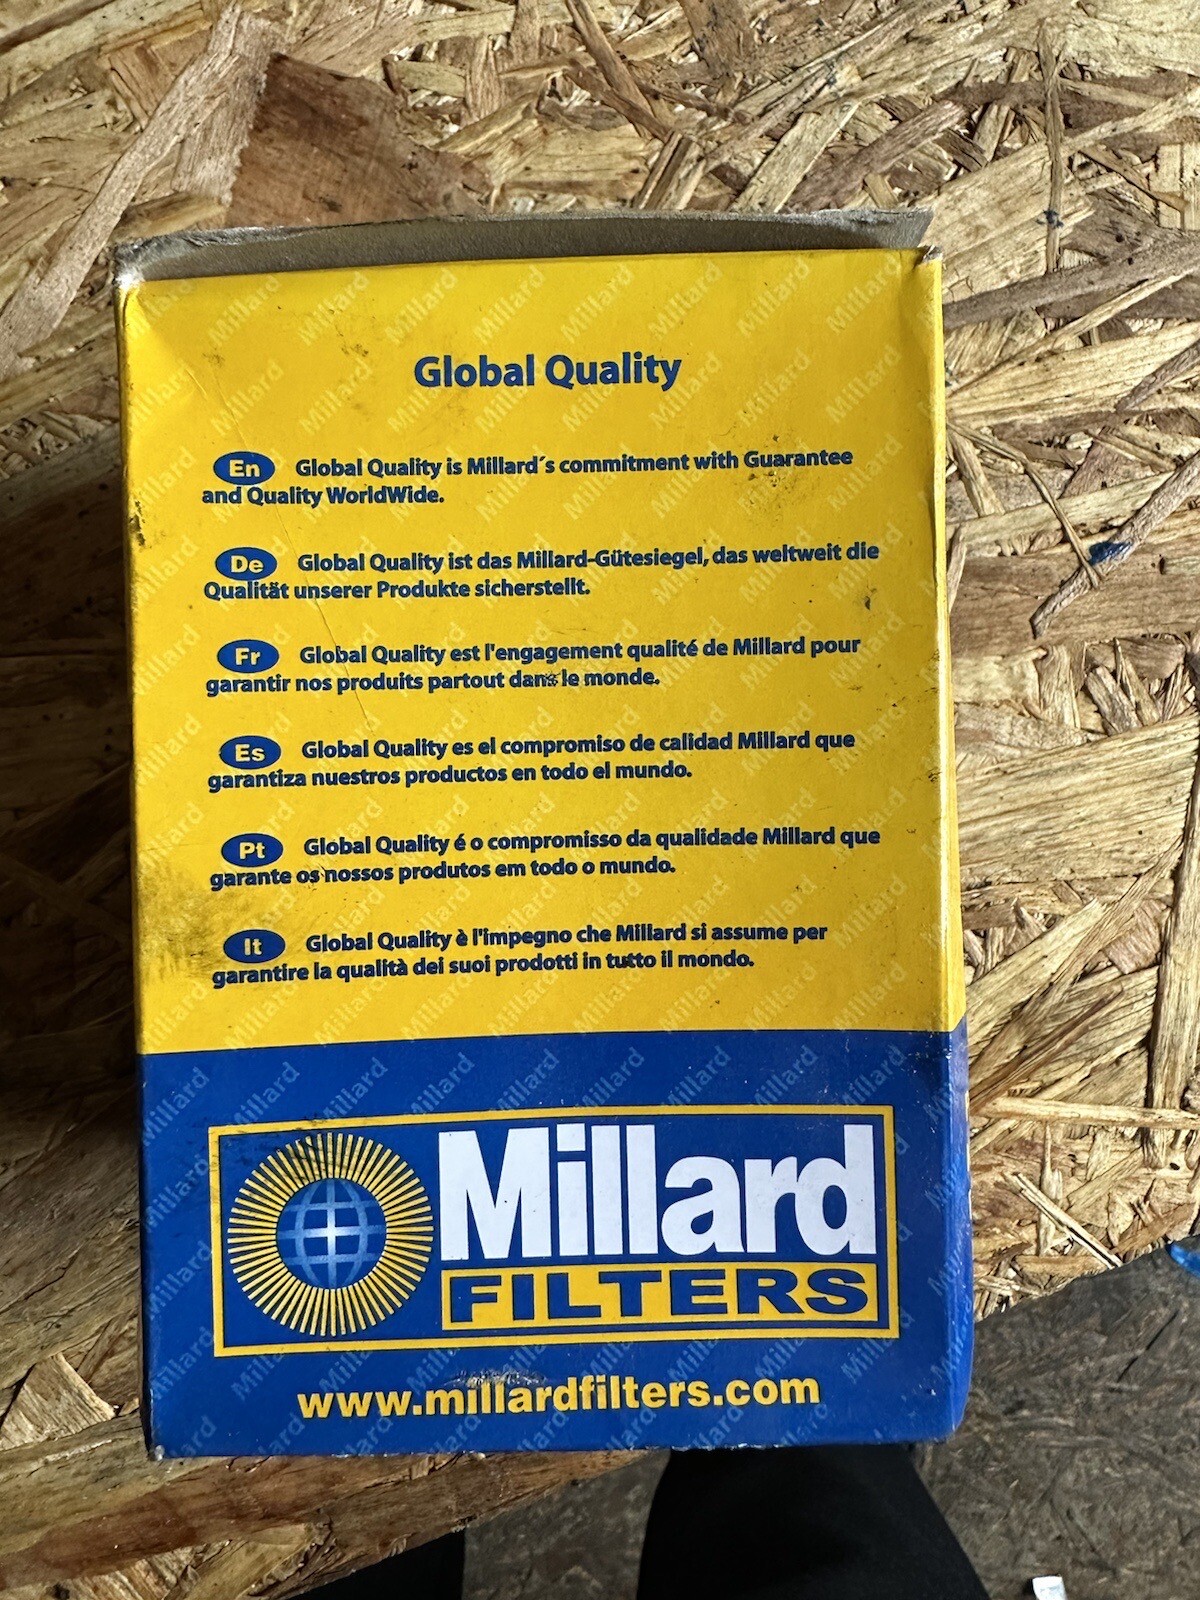 Global Quality
En Global Quality is Millard´s commitment with Guarantee
and Quality WorldWide.
De Global Quality ist das Millard-Gütesiegel, das weltweit die
Qualität unserer Produkte sicherstellt.
Fr Global Quality est l'engagement qualité de Millard pour
garantir nos produits partout dans le monde.
Es Global Quality es el compromiso de calidad Millard que
garantiza nuestros productos en todo el mundo.
Pt Global Quality é o compromisso da qualidade Millard que
garante os nossos produtos em todo o mundo.
It Global Quality è l'impegno che Millard si assume per
garantire la qualità dei suoi prodotti in tutto il mondo.
Millard
FILTERS
www.millardfilters.com